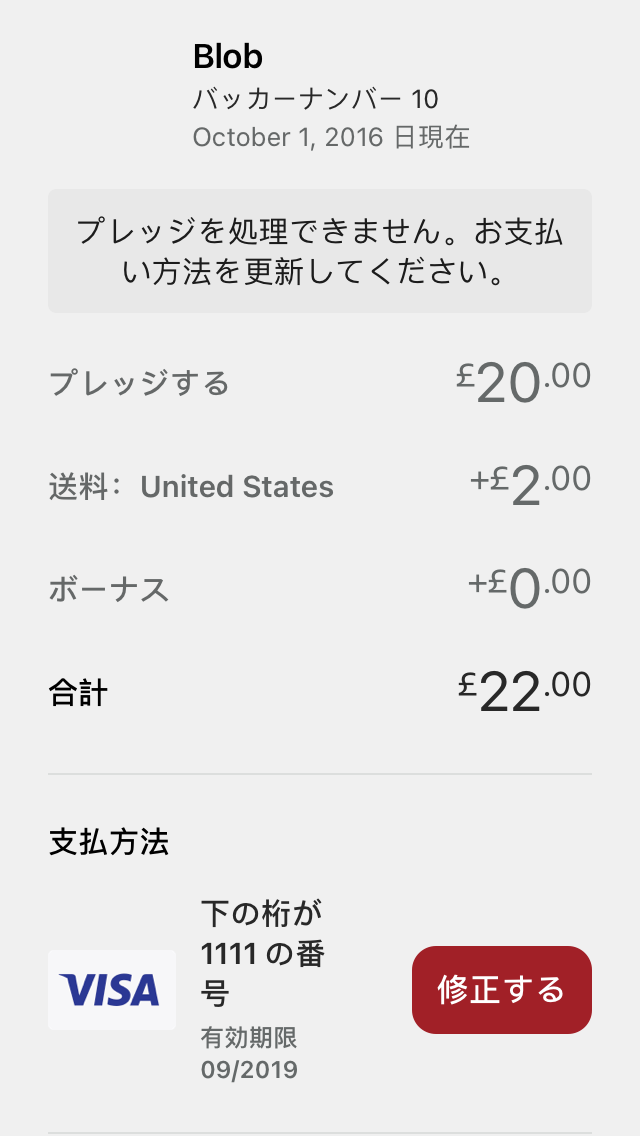 Blob
バッカーナンバー 10
October 1, 2016 日現在
プレッジを処理できません。お支払
い方法を更新してください。
プレッジする £20.00
送料： United States +£2.00
ボーナス +£0.00
合計 £22.00
支払方法
下の桁が
1111 の番
号
VISA
修正する
有効期限
09/2019